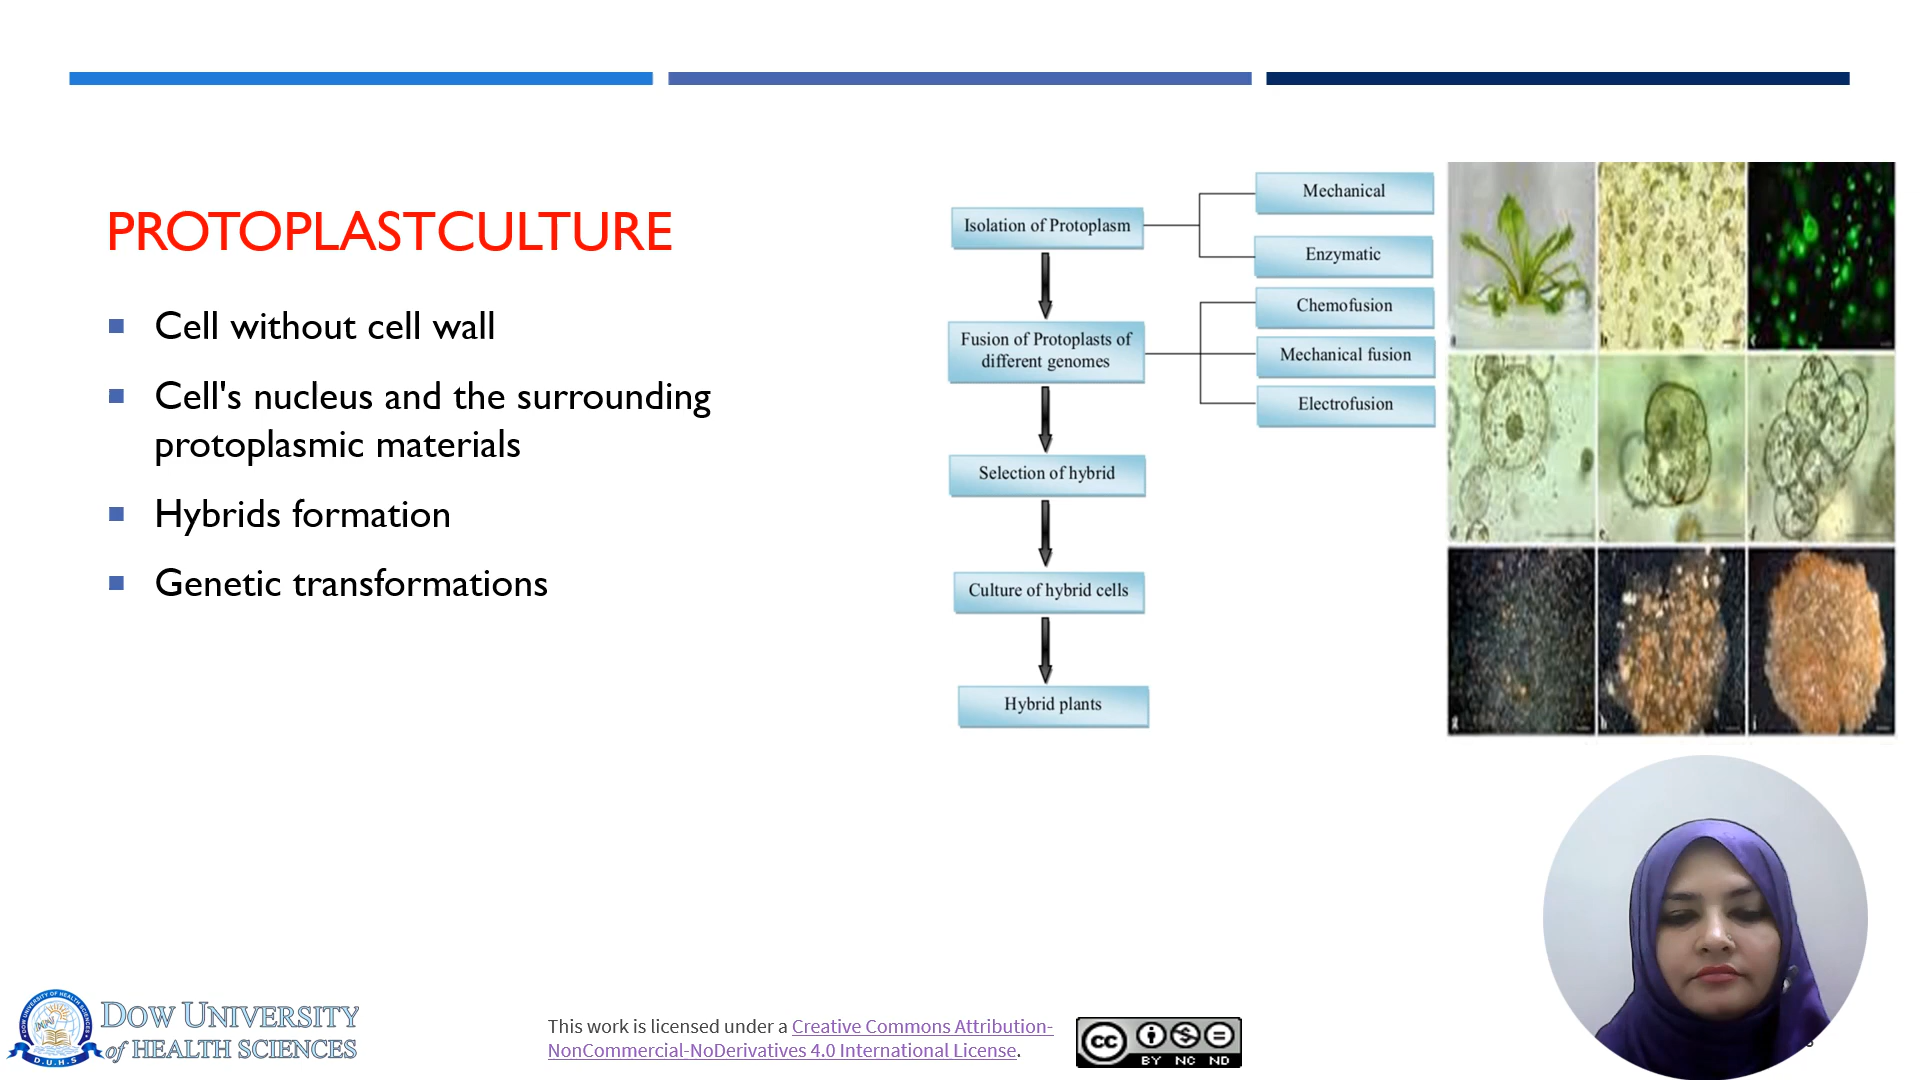 PROTOPLAST CULTURE
Cell without cell wall
Cell's nucleus and the surrounding
protoplasmic materials
Hybrids formation
Genetic transformations
Isolation of Protoplasm
Mechanical
Enzymatic
Fusion of Protoplasts of
different genomes
Chemofusion
Mechanical fusion
Electrofusion
Selection of hybrid
Culture of hybrid cells
Hybrid plants
DOW UNIVERSITY
of HEALTH SCIENCES
D.U.H.S
This work is licensed under a Creative Commons Attribution-
NonCommercial-NoDerivatives 4.0 International License.
cc
BY NC ND